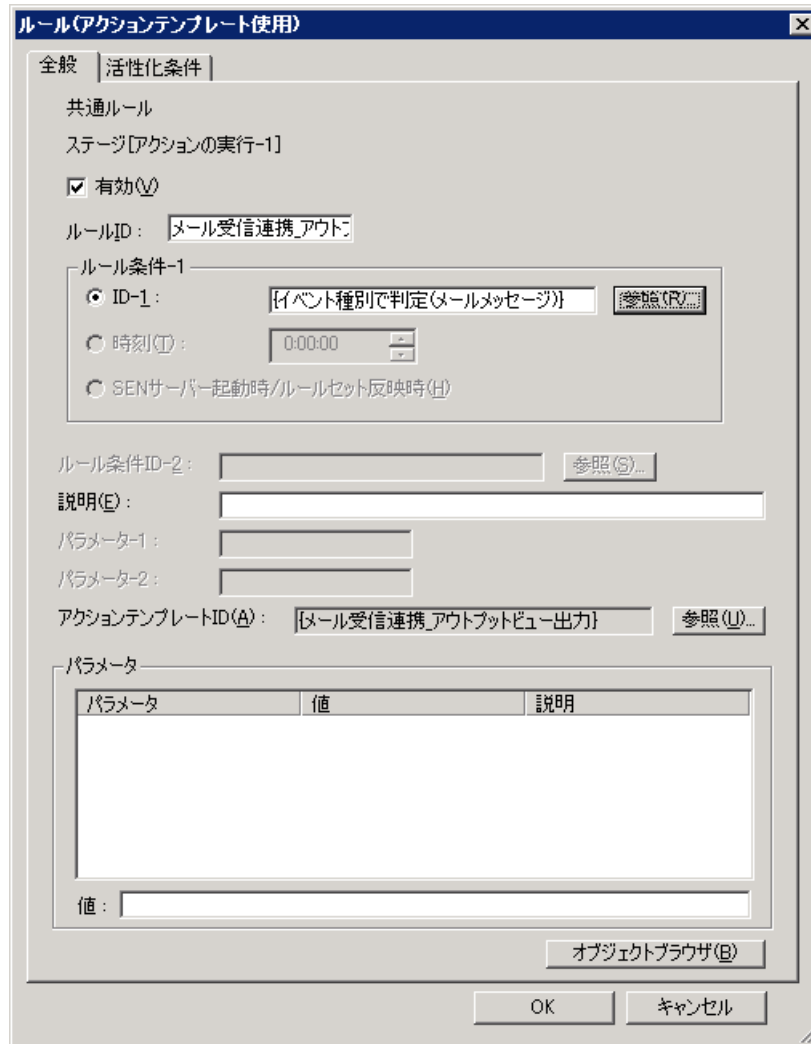 ルール(アクションテンプレート使用)
全般 活性化条件
共通ルール
ステージ[アクションの実行-1]
有効(V)
ルールID: メール受信連携_アウトプ
ルール条件-1
ID-1: {イベント種別で判定(メールメッセージ)} 参照(R)...
時刻(T): 0:00:00
SENサーバー起動時/ルールセット反映時(H)
ルール条件ID-2: 参照(S)...
説明(E):
パラメーター-1:
パラメーター-2:
アクションテンプレートID(A): {メール受信連携_アウトプットビュー出力} 参照(U)...
パラメータ
パラメータ 値 説明
値:
オブジェクトブラウザ(B)
OK キャンセル